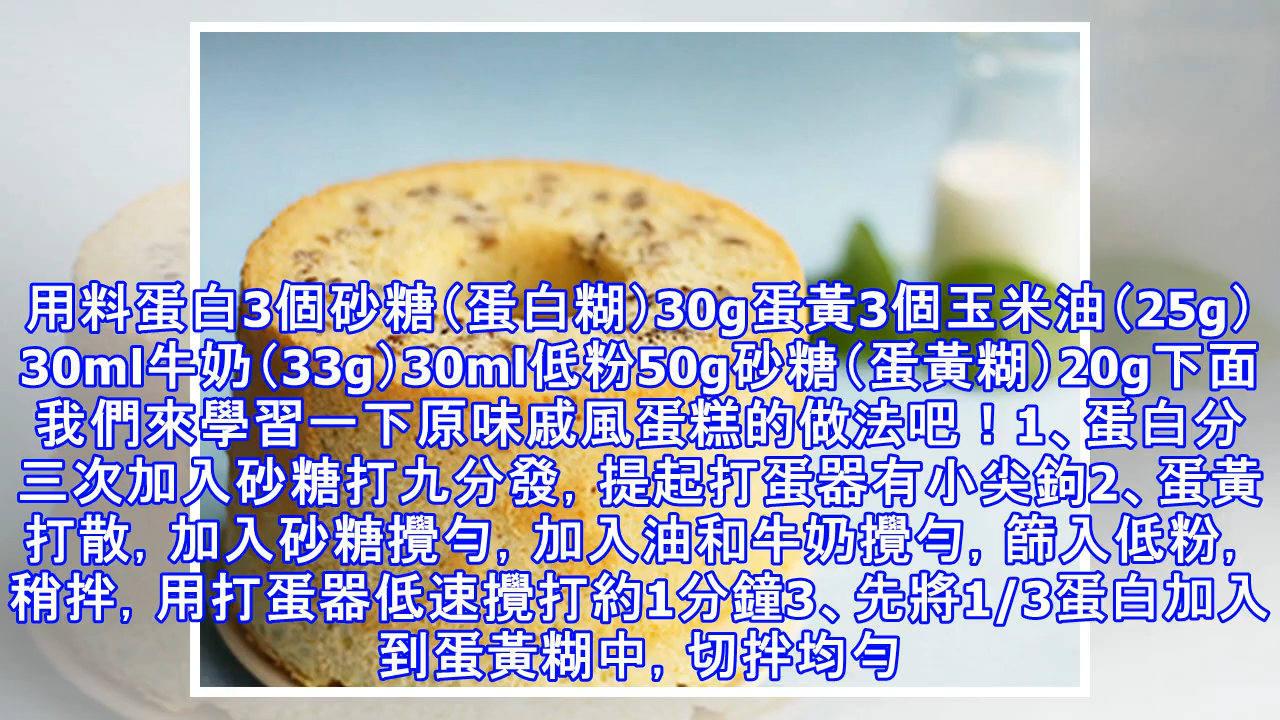 用料蛋白3個砂糖(蛋白糊)30g蛋黃3個玉米油(25g)
30ml牛奶(33g)30ml低粉50g砂糖(蛋黃糊)20g下面
我們來學習一下原味戚風蛋糕的做法吧！1、蛋白分
三次加入砂糖打九分發，提起打蛋器有小尖鉤2、蛋黃
打散，加入砂糖攪勻，加入油和牛奶攪勻，篩入低粉，
稍拌，用打蛋器低速攪打約1分鐘3、先將1/3蛋白加入
到蛋黃糊中，切拌均勻